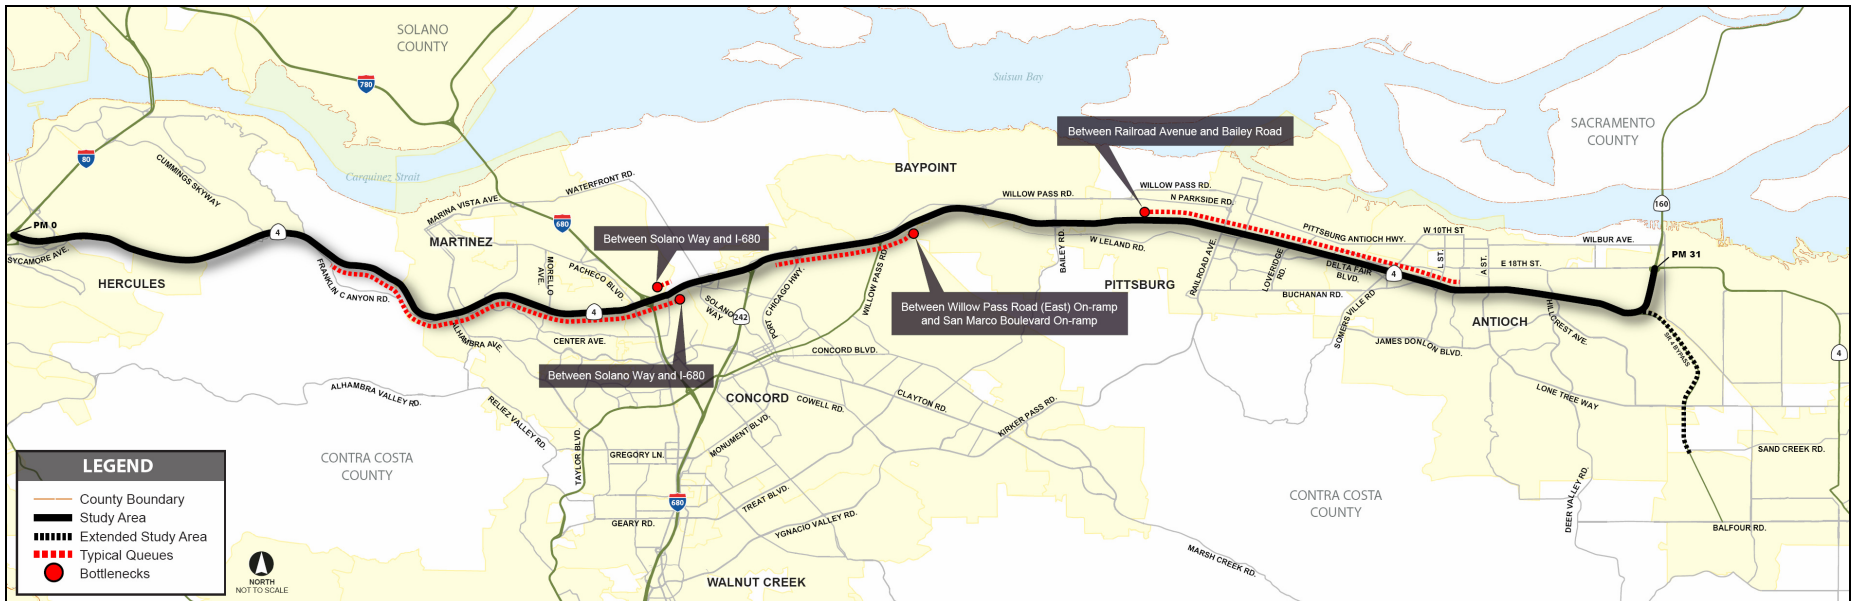 SOLANO
COUNTY
780
Suisun Bay
SACRAMENTO
COUNTY
Between Railroad Avenue and Bailey Road
80
CUMMINGS SKYWAY
Carquinez Strait
WATERFRONT RD.
BAYPOINT
WILLOW PASS RD.
WILLOW PASS RD.
N PARKSIDE RD.
MARINA VISTA AVE.
160
PM 0
4
680
MARTINEZ
Between Solano Way and I-680
PITTSBURG ANTIOCH HWY.
W 10TH ST
WILBUR AVE.
SYCAMORE AVE.
W LELAND RD.
BAILEY RD.
RAILROAD AVE.
LOVERIDGE
RD.
L ST.
A ST.
E 18TH ST.
PM 31
HERCULES
FRANKLIN CANYON RD.
MORELLO
AVE.
PACHECO BLVD.
PITTSBURG
DELTA FAIR
BLVD.
4
BUCHANAN RD.
SOMERSVILLE RD
4
SOLANO
WAY
242
PORT CHICAGO HWY.
WILLOW PASS RD.
Between Willow Pass Road (East) On-ramp
and San Marco Boulevard On-ramp
ANTIOCH
HILLCREST AVE.
SR 4 BYPASS
4
ALHAMBRA AVE.
CENTER AVE.
CONCORD BLVD.
JAMES DONLON BLVD.
Between Solano Way and I-680
ALHAMBRA VALLEY RD.
RELIEZ VALLEY RD.
CONCORD
COWELL RD.
CLAYTON RD.
KIRKER PASS RD.
LONE TREE WAY
TAYLOR BLVD.
GREGORY LN.
MONUMENT BLVD.
SAND CREEK RD.
CONTRA COSTA
COUNTY
680
TREAT BLVD.
GEARY RD.
YGNACIO VALLEY RD.
CONTRA COSTA
COUNTY
DEER VALLEY RD.
BALFOUR RD.
MARSH CREEK RD.
WALNUT CREEK
LEGEND
County Boundary
Study Area
Extended Study Area
Typical Queues
Bottlenecks
NORTH
NOT TO SCALE